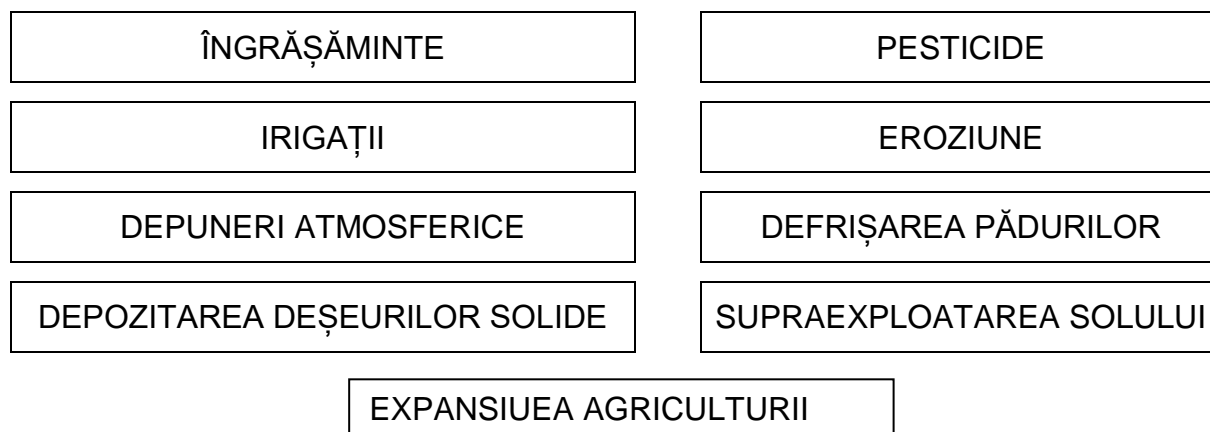 ÎNGRĂȘĂMINTE
PESTICIDE
IRIGAȚII
EROZIUNE
DEPUNERI ATMOSFERICE
DEFRIȘAREA PĂDURILOR
DEPOZITAREA DEȘEURILOR SOLIDE
SUPRAEXPLOATAREA SOLULUI
EXPANSIUEA AGRICULTURII